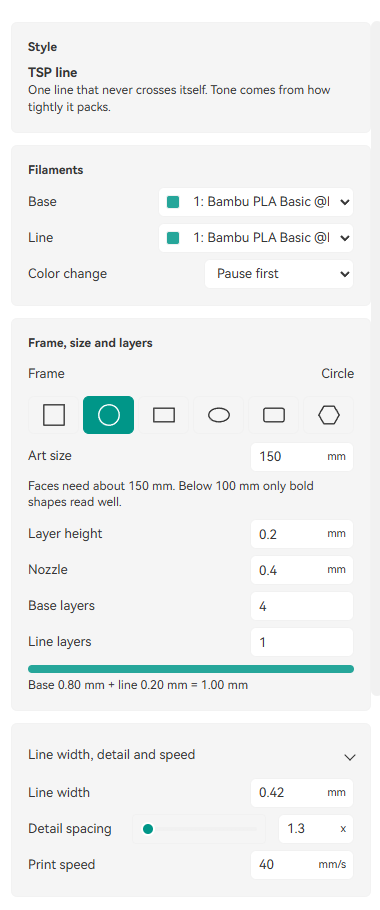 Style
TSP line
One line that never crosses itself. Tone comes from how
tightly it packs.
Filaments
Base
1: Bambu PLA Basic @
Line
1: Bambu PLA Basic @
Color change
Pause first
Frame, size and layers
Frame
Circle
Art size
150 mm
Faces need about 150 mm. Below 100 mm only bold
shapes read well.
Layer height
0.2 mm
Nozzle
0.4 mm
Base layers
4
Line layers
1
Base 0.80 mm + line 0.20 mm = 1.00 mm
Line width, detail and speed
Line width
0.42 mm
Detail spacing
1.3 x
Print speed
40 mm/s